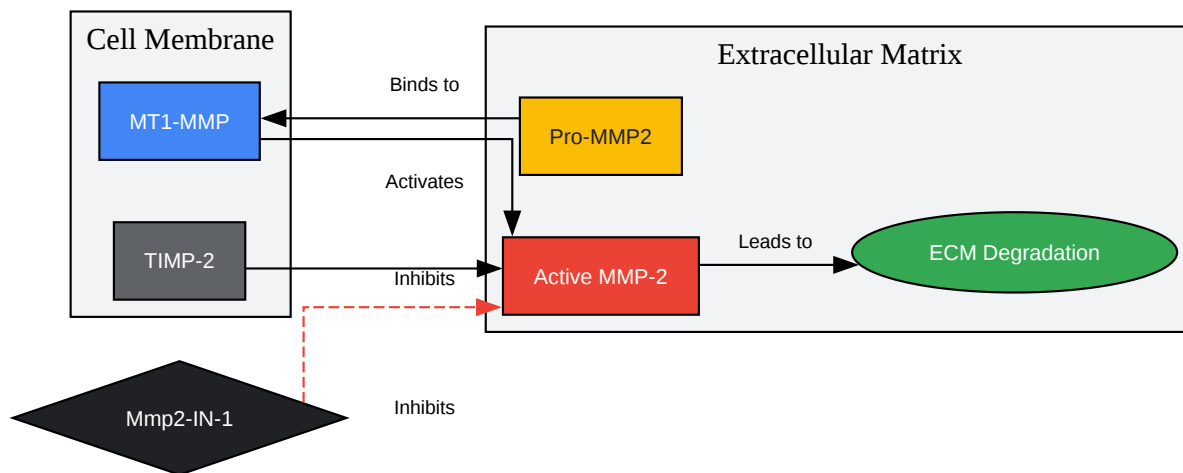 Cell Membrane
Extracellular Matrix
Binds to
MT1-MMP
Pro-MMP2
Activates
TIMP-2
Inhibits
Active MMP-2
Leads to
ECM Degradation
Mmp2-IN-1
Inhibits